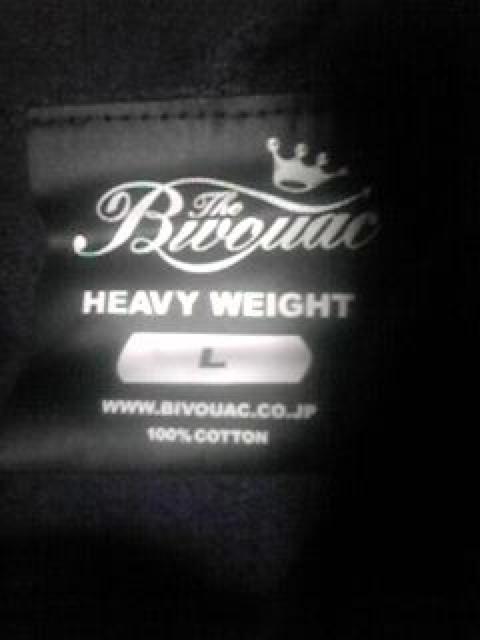 The
Bivouac
HEAVY WEIGHT
L
WWW.BIVOUAC.CO.JP
100% COTTON